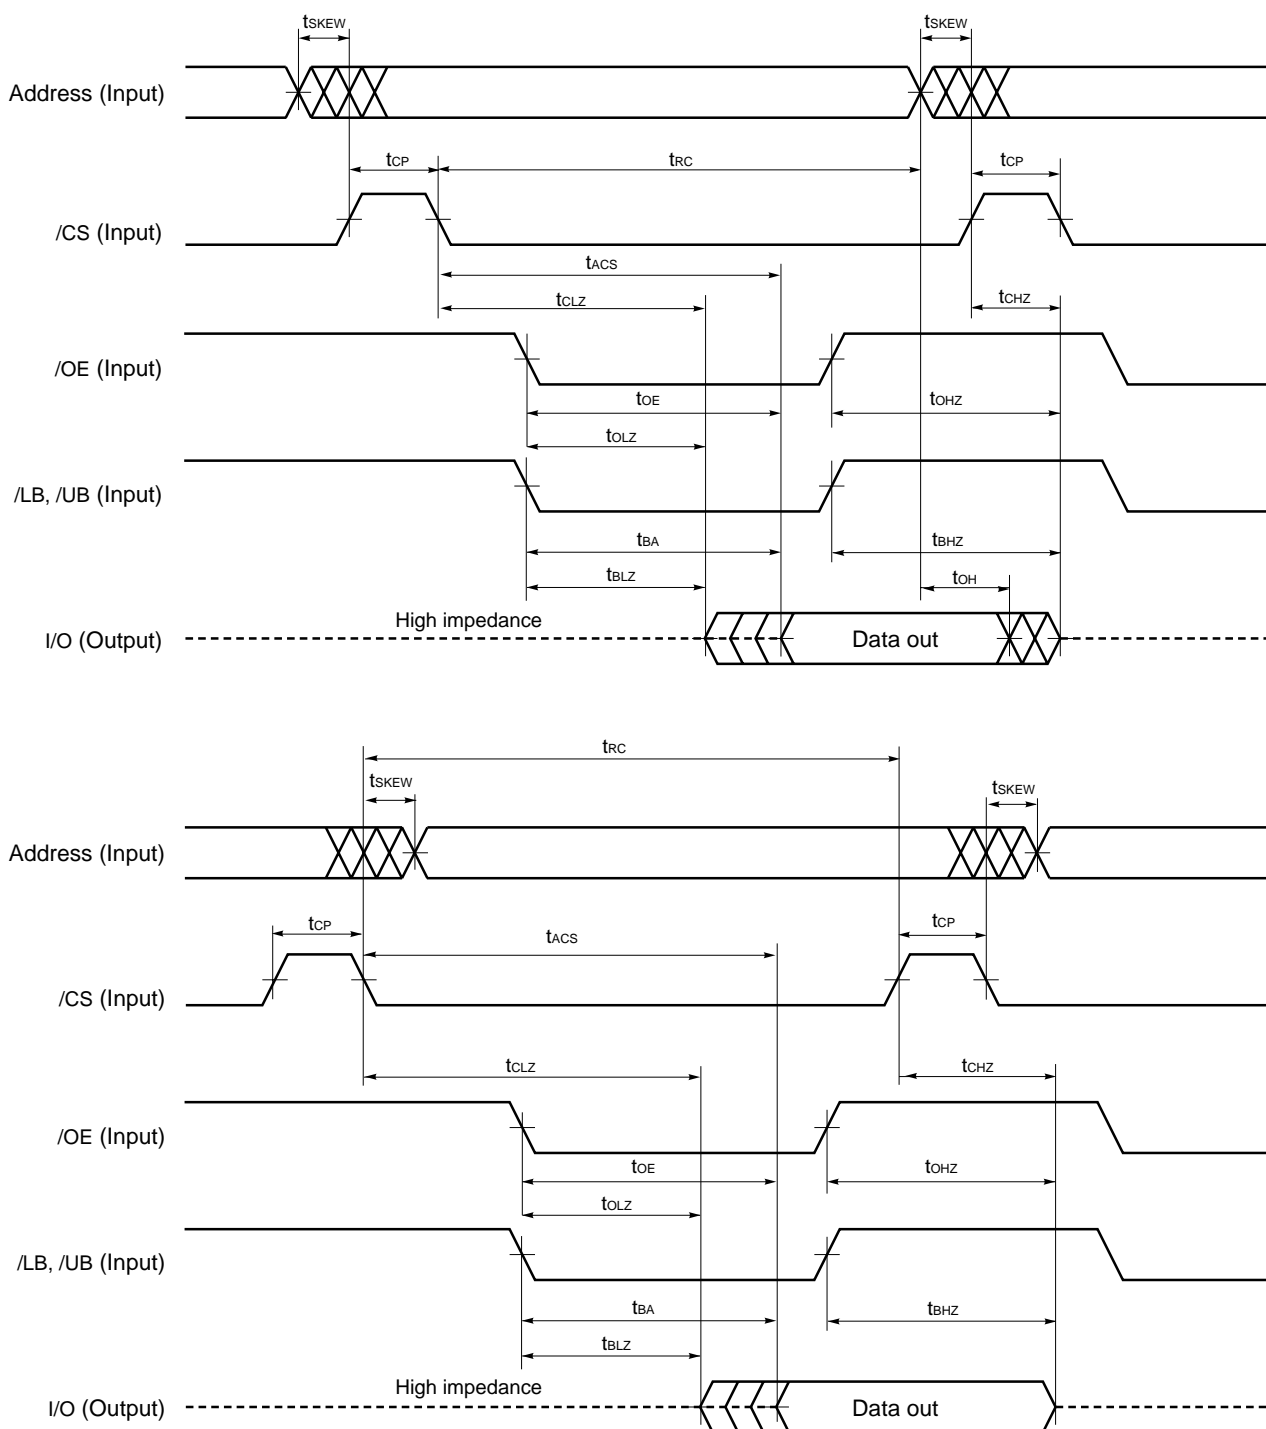 tSKEW tSKEW
Address (Input)
tCP tRC tCP
/CS (Input)
tACS
tCLZ tCHZ
/OE (Input)
tOE tOHZ
tOLZ
/LB, /UB (Input)
tBA tBHZ
tBLZ tOH
High impedance
I/O (Output) Data out
tRC
tSKEW tSKEW
Address (Input)
tCP tACS tCP
/CS (Input)
tCLZ tCHZ
/OE (Input)
tOE tOHZ
tOLZ
/LB, /UB (Input)
tBA tBHZ
tBLZ
High impedance
I/O (Output) Data out